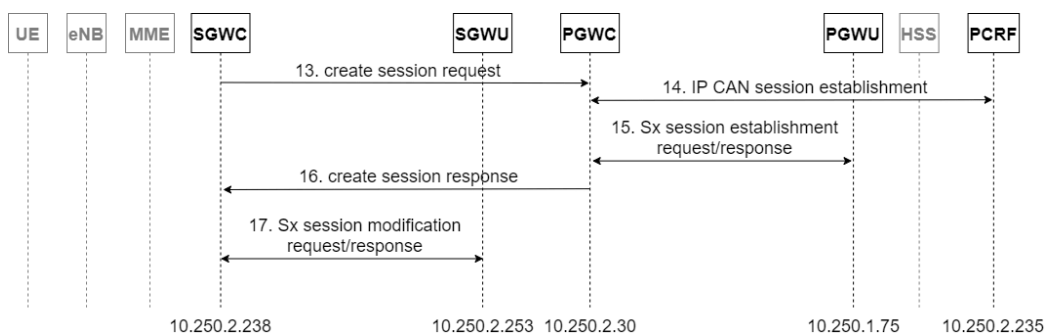 UE eNB MME SGWC SGWU PGWC PGWU HSS PCRF
13. create session request
14. IP CAN session establishment
15. Sx session establishment
request/response
16. create session response
17. Sx session modification
request/response
10.250.2.238 10.250.2.253 10.250.2.30 10.250.1.75 10.250.2.235